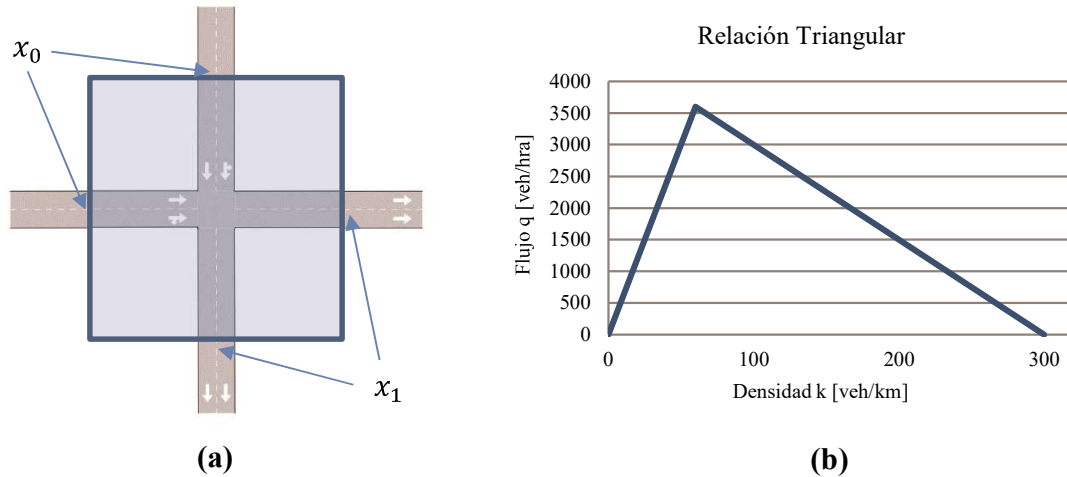 x₀
x₁
(a)
Relación Triangular
Flujo q [veh/hra]
4000
3500
3000
2500
2000
1500
1000
500
0
0 100 200 300
Densidad k [veh/km]
(b)